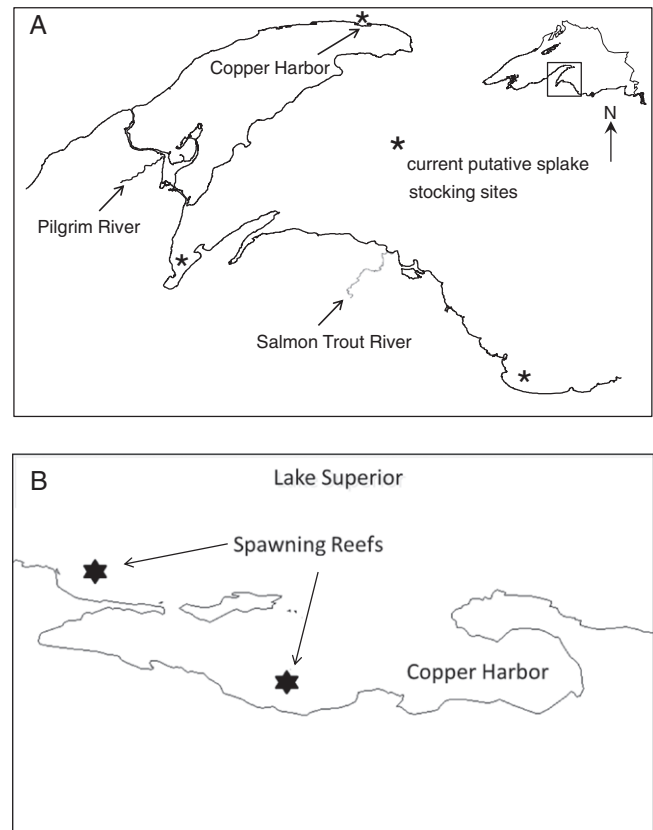 A
Copper Harbor
N
* current putative splake
stocking sites
Pilgrim River
Salmon Trout River
B
Lake Superior
Spawning Reefs
Copper Harbor